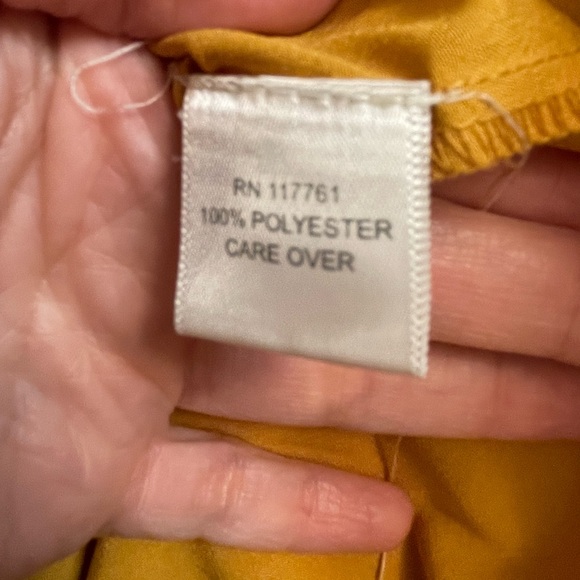 RN 117761
100% POLYESTER
CARE OVER